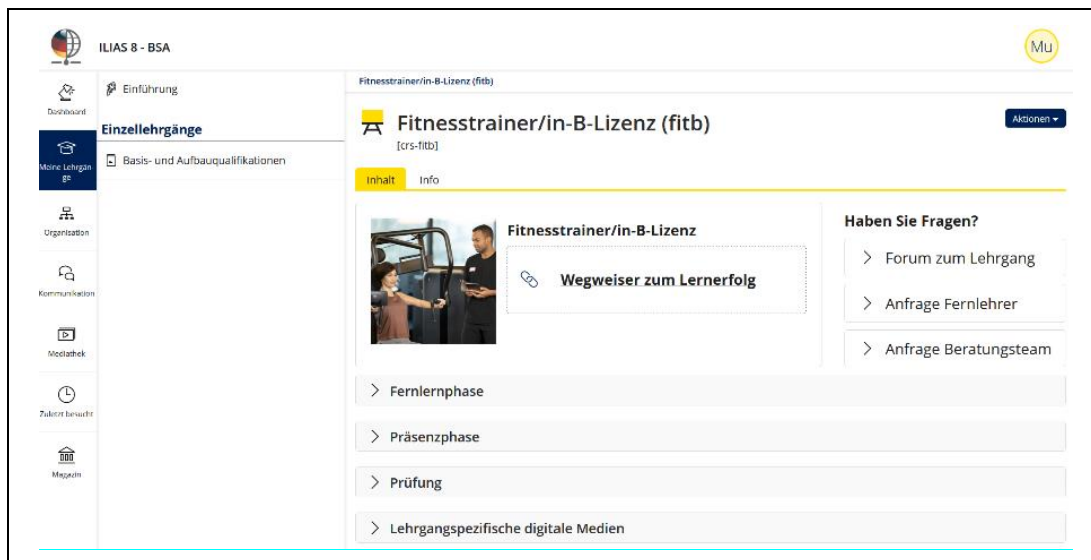 ILIAS 8 - BSA
Mu
Dashboard
Meine Lehrgän
ge
Organisation
Kommunikation
Mediathek
Zuletzt besucht
Magazin
Einführung
Einzellehrgänge
Basis- und Aufbauqualifikationen
Fitnesstrainer/in-B-Lizenz (fitb)
Fitnesstrainer/in-B-Lizenz (fitb)
[crs-fitb]
Aktionen
Inhalt Info
Fitnesstrainer/in-B-Lizenz
Wegweiser zum Lernerfolg
Haben Sie Fragen?
Forum zum Lehrgang
Anfrage Fernlehrer
Anfrage Beratungsteam
Fernlernphase
Präsenzphase
Prüfung
Lehrgangspezifische digitale Medien